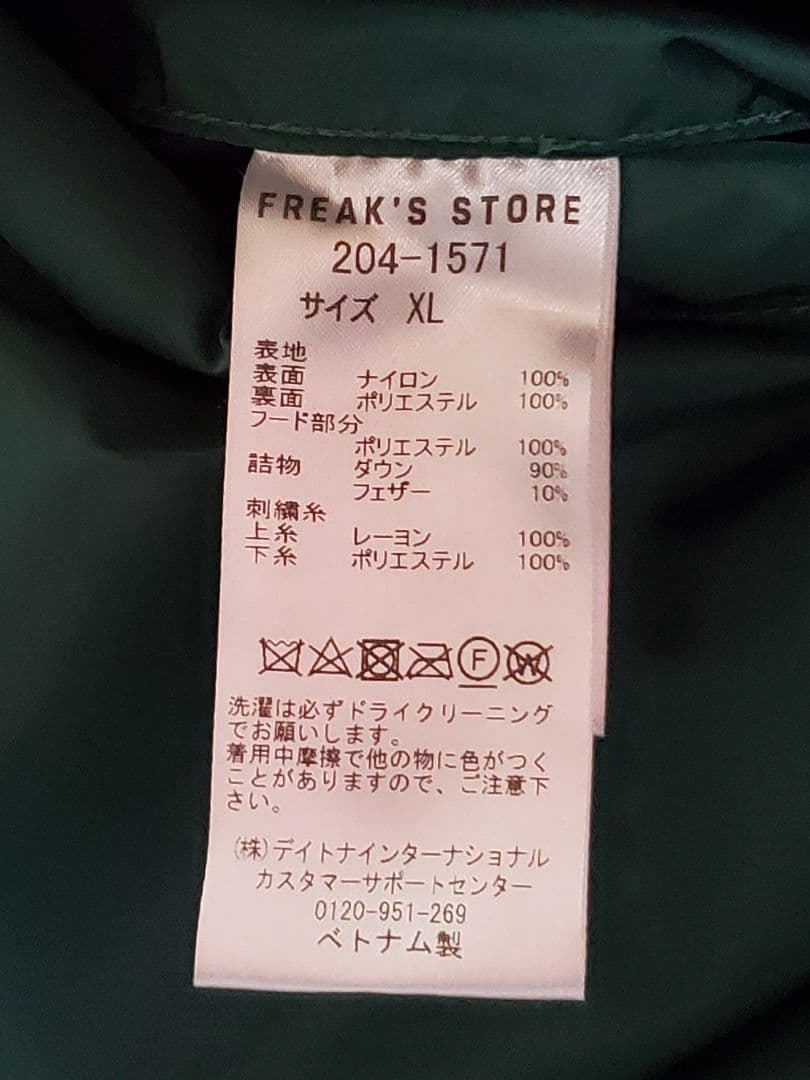 FREAK'S STORE
204-1571
サイズ XL
表地
表面 ナイロン 100%
裏面 ポリエステル 100%
フード部分
ポリエステル 100%
詰物 ダウン 90%
フェザー 10%
刺繍糸
上糸 レーヨン 100%
下糸 ポリエステル 100%
F W
洗濯は必ずドライクリーニング
でお願いします。
着用中摩擦で他の物に色がつく
ことがありますので、ご注意下
さい。
(株)デイトナインターナショナル
カスタマーサポートセンター
0120-951-269
ベトナム製